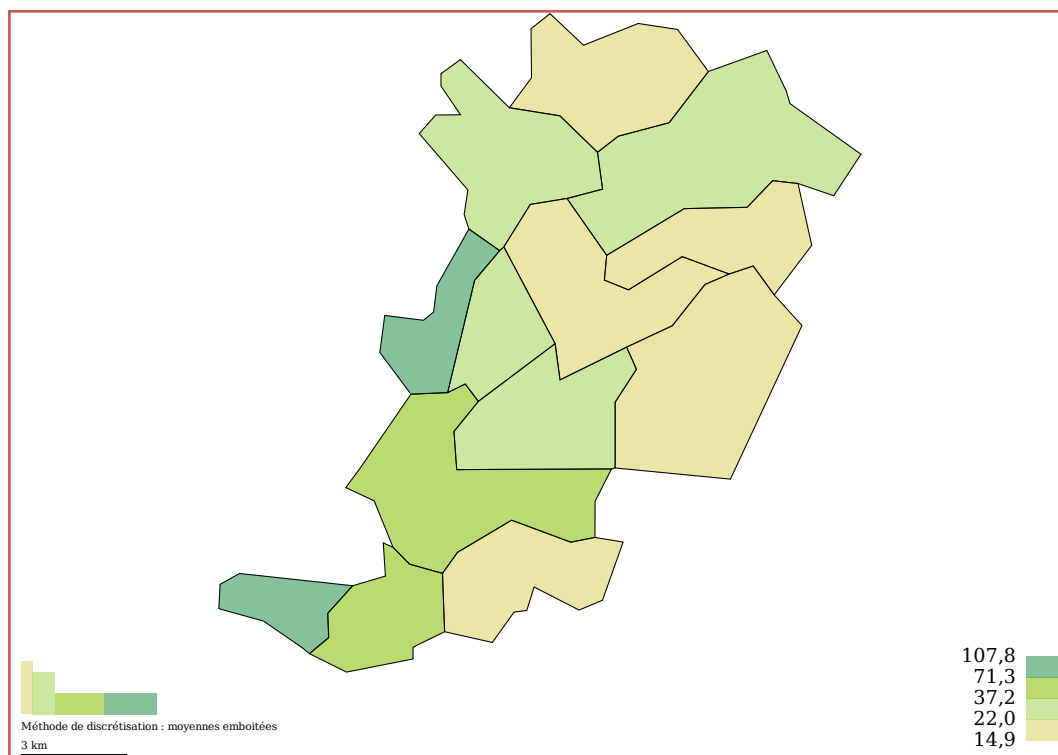 107,8
71,3
37,2
22,0
14,9
Méthode de discrétisation : moyennes emboitées
3 km